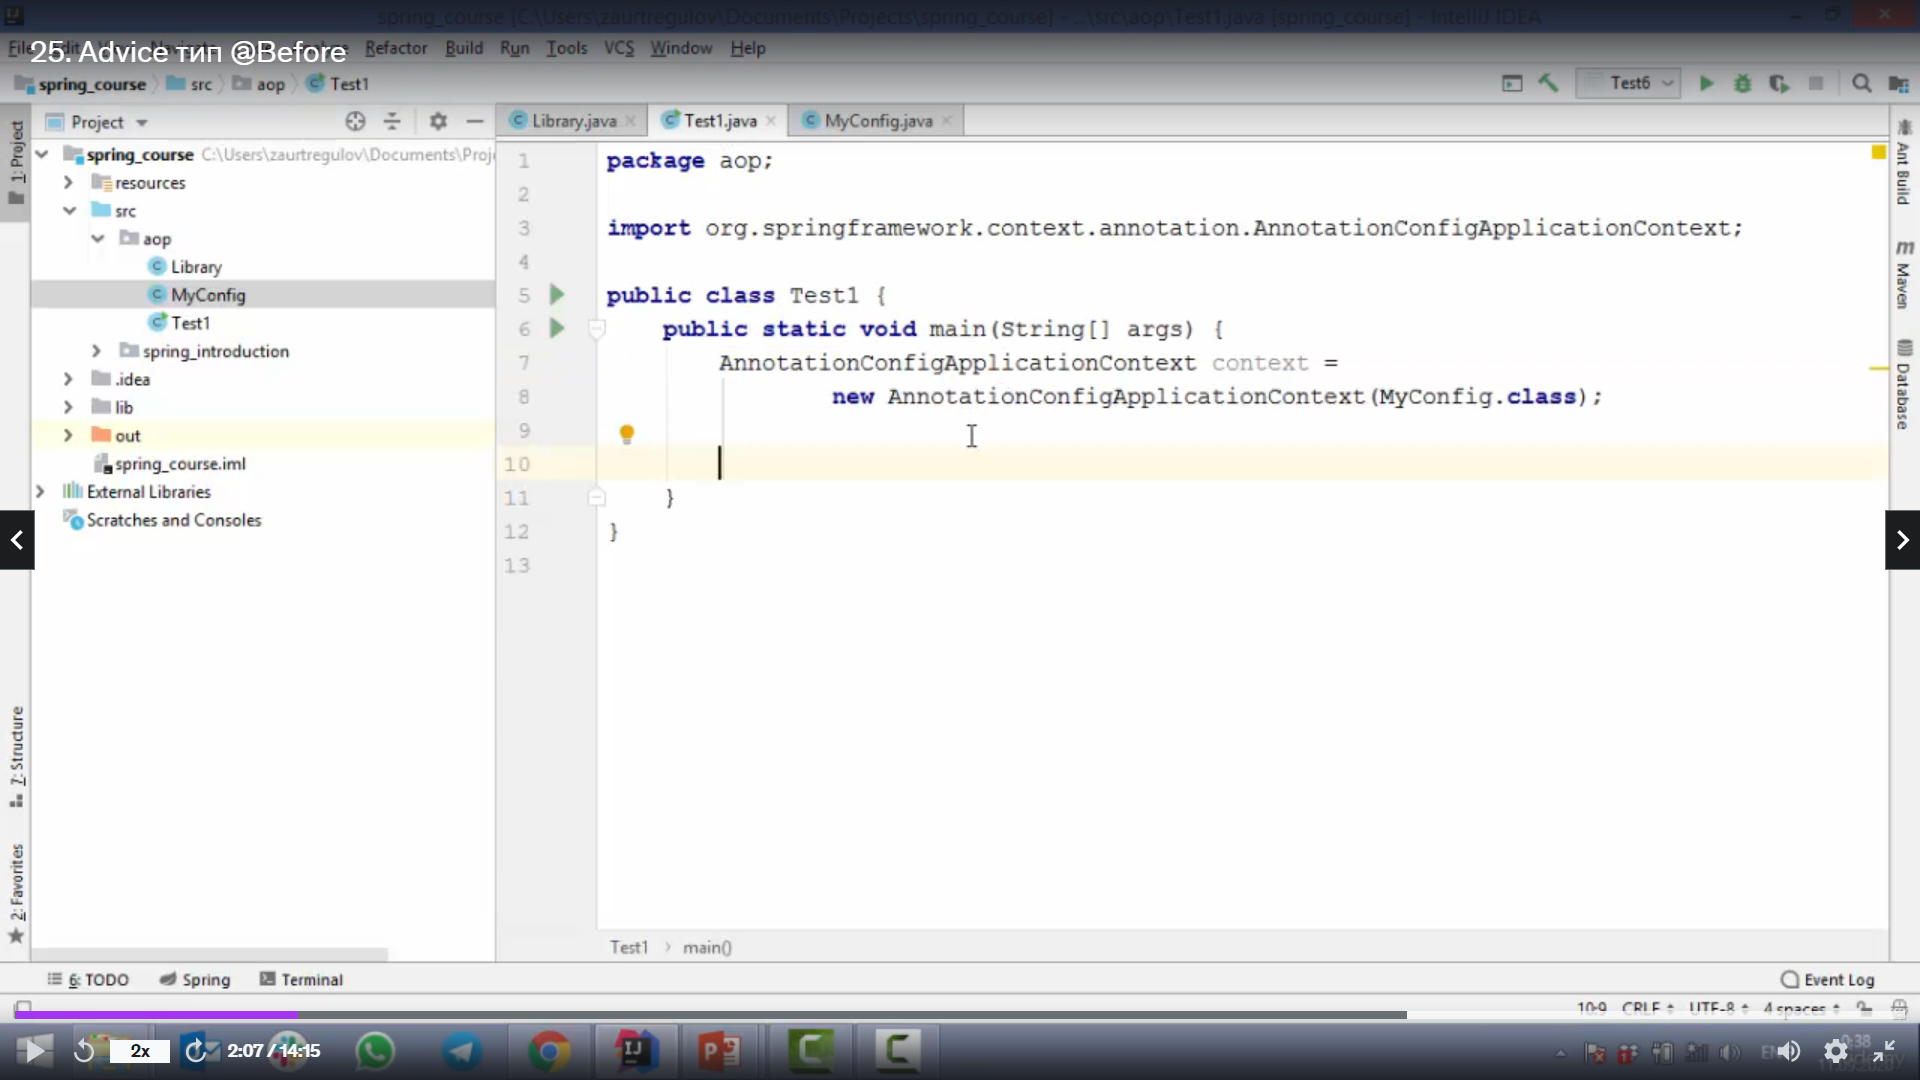 spring_course [C:\Users\zaurtregulov\Documents\Projects\spring_course] - ...\src\aop\Test1.java [spring_course] - IntelliJ IDEA
25. Advice тип @Before
Refactor Build Run Tools VCS Window Help
spring_course src aop Test1
Test6
1: Project
Project
Library.java
Test1.java
MyConfig.java
spring_course C:\Users\zaurtregulov\Documents\Proj
resources
src
aop
Library
MyConfig
Test1
spring_introduction
.idea
lib
out
spring_course.iml
External Libraries
Scratches and Consoles
1 package aop;
2
3 import org.springframework.context.annotation.AnnotationConfigApplicationContext;
4
5 public class Test1 {
6 public static void main(String[] args) {
7 AnnotationConfigApplicationContext context =
8 new AnnotationConfigApplicationContext(MyConfig.class);
9
10
11 }
12 }
13
Ant Build
Maven
Database
7: Structure
2: Favorites
Test1 main()
6: TODO Spring Terminal
Event Log
10:9 CRLF UTF-8 4 spaces
2x
2:07 / 14:15